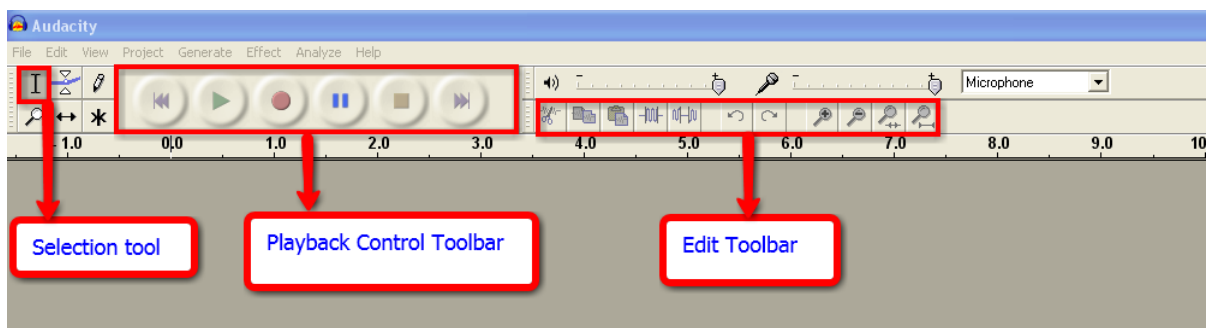 Audacity
File Edit View Project Generate Effect Analyze Help
Microphone
- 1.0 0.0 1.0 2.0 3.0 4.0 5.0 6.0 7.0 8.0 9.0 10
Selection tool
Playback Control Toolbar
Edit Toolbar